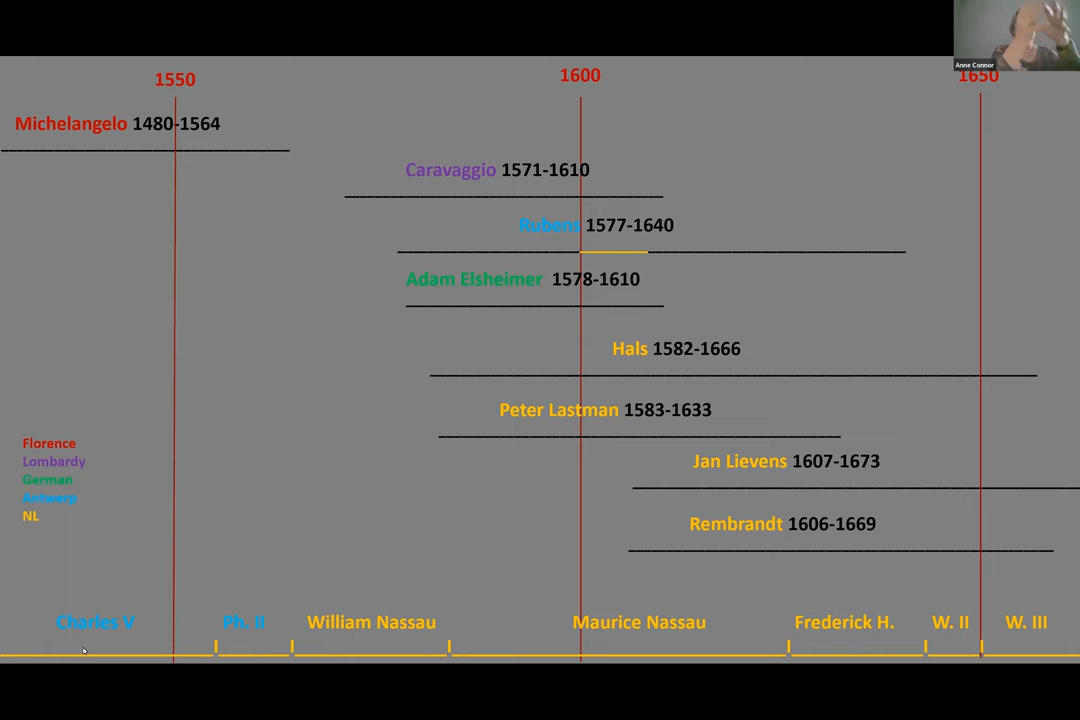 Anne Connor
1550
1600
1650
Michelangelo 1480-1564
Caravaggio 1571-1610
Rubens 1577-1640
Adam Elsheimer 1578-1610
Hals 1582-1666
Peter Lastman 1583-1633
Florence
Lombardy
German
Antwerp
NL
Jan Lievens 1607-1673
Rembrandt 1606-1669
Charles V
Ph. II
William Nassau
Maurice Nassau
Frederick H.
W. II
W. III